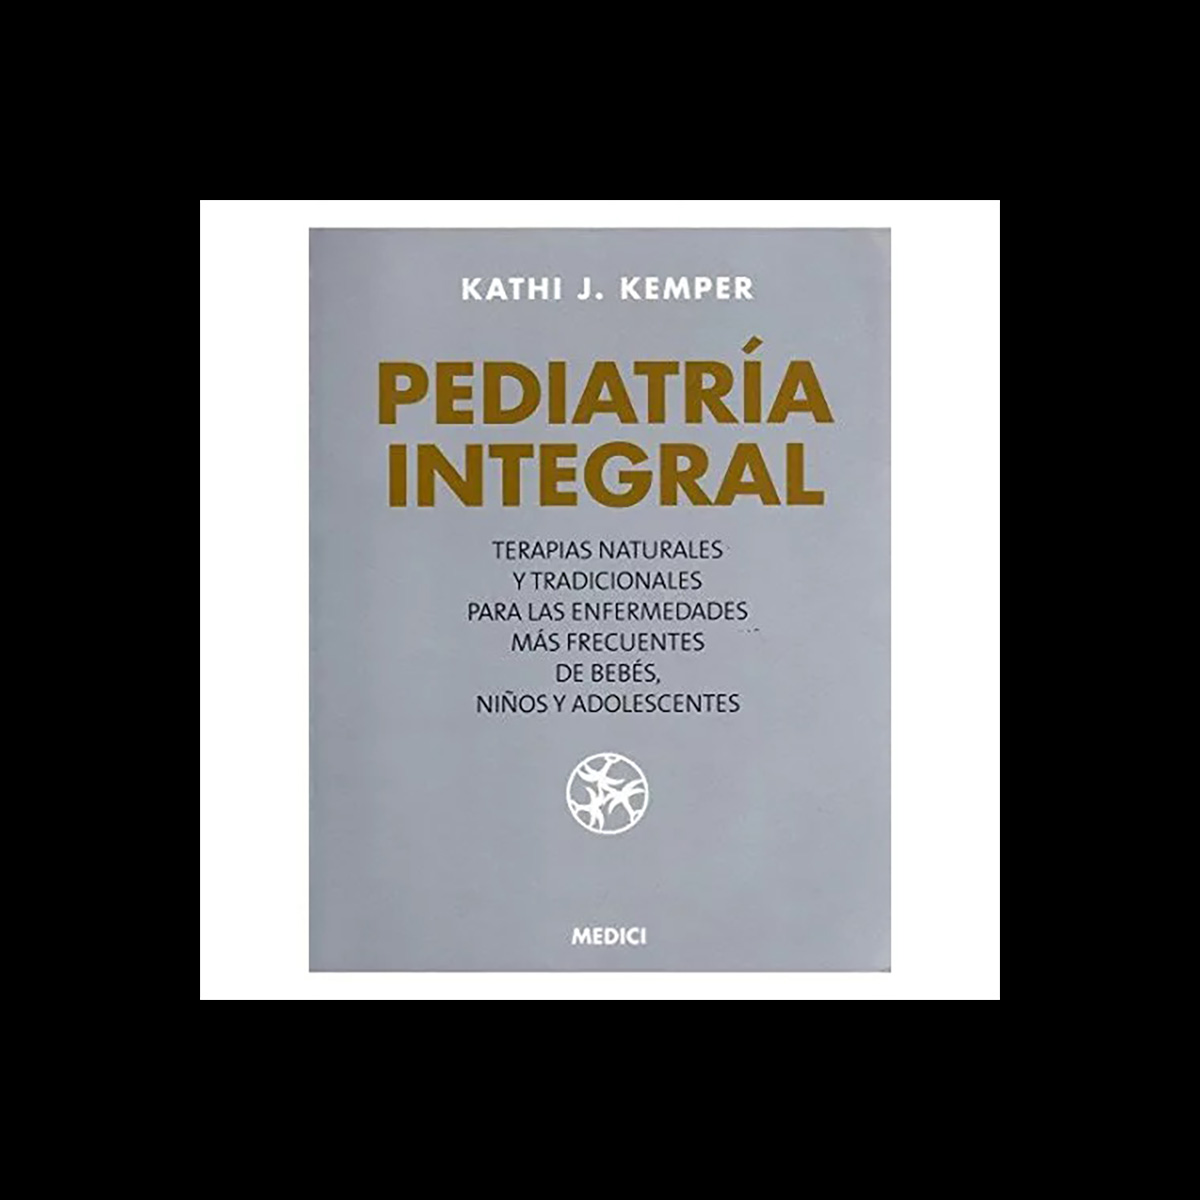 KATHI J. KEMPER
PEDIATRÍA
INTEGRAL
TERAPIAS NATURALES
Y TRADICIONALES
PARA LAS ENFERMEDADES
MÁS FRECUENTES
DE BEBÉS,
NIÑOS Y ADOLESCENTES
MEDICI